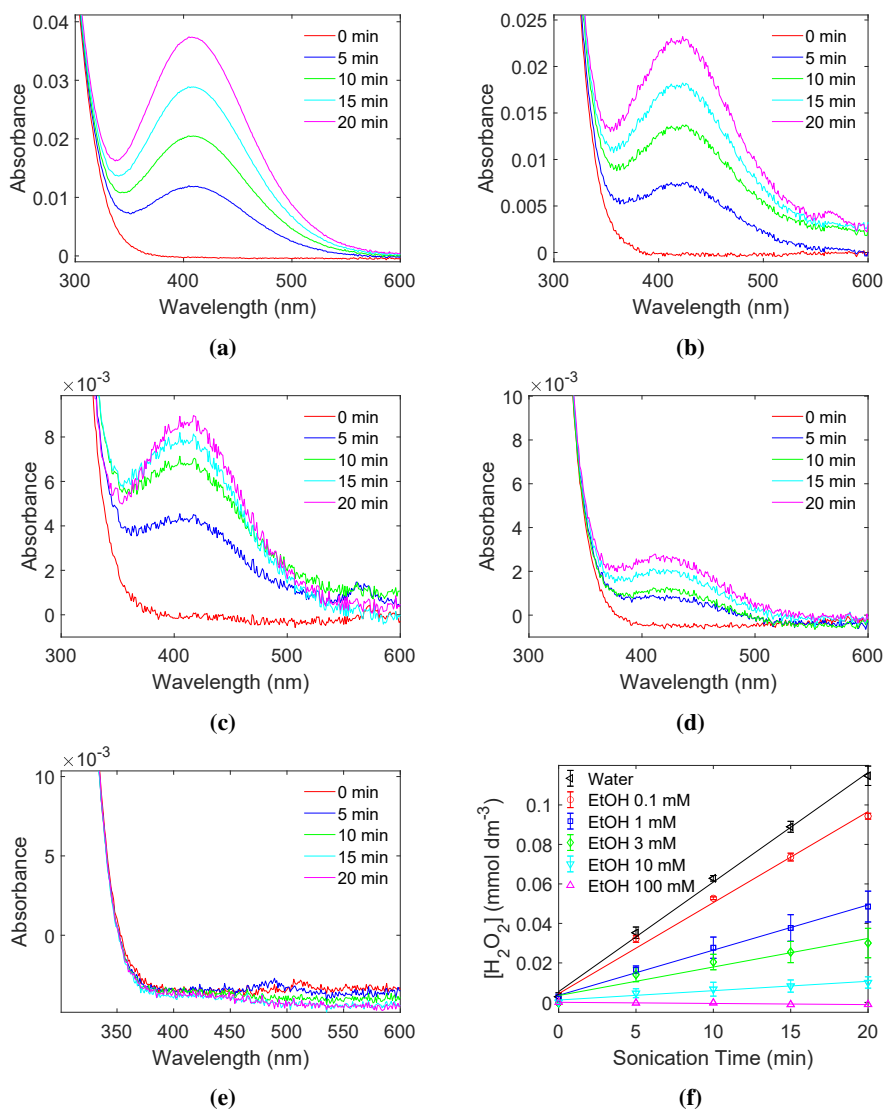 0.04
0.03
0.02
0.01
0
Absorbance
300 400 500 600
Wavelength (nm)
0 min
5 min
10 min
15 min
20 min
(a)
0.025
0.02
0.015
0.01
0.005
0
Absorbance
300 400 500 600
Wavelength (nm)
0 min
5 min
10 min
15 min
20 min
(b)
× 10⁻³
8
6
4
2
0
Absorbance
300 400 500 600
Wavelength (nm)
0 min
5 min
10 min
15 min
20 min
(c)
10 × 10⁻³
8
6
4
2
0
Absorbance
300 400 500 600
Wavelength (nm)
0 min
5 min
10 min
15 min
20 min
(d)
10 × 10⁻³
5
0
Absorbance
350 400 450 500 550 600
Wavelength (nm)
0 min
5 min
10 min
15 min
20 min
(e)
0.1
0.08
0.06
0.04
0.02
0
[H₂O₂] (mmol dm⁻³)
0 5 10 15 20
Sonication Time (min)
Water
EtOH 0.1 mM
EtOH 1 mM
EtOH 3 mM
EtOH 10 mM
EtOH 100 mM
(f)